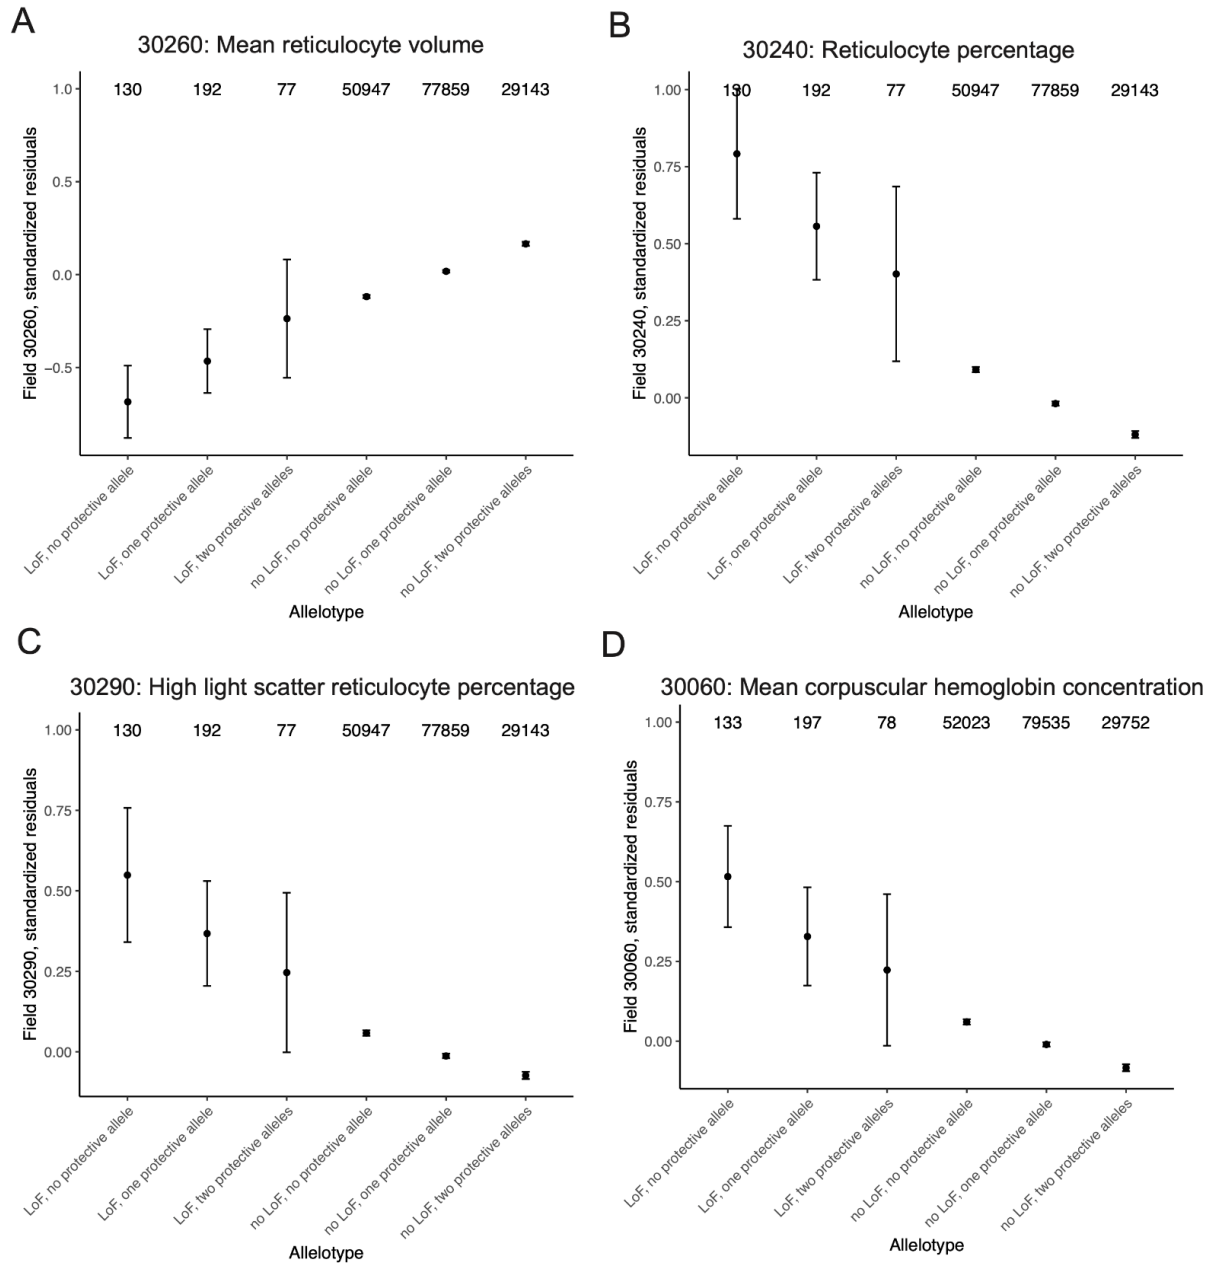 A
30260: Mean reticulocyte volume
130 192 77 50947 77859 29143
1.0
0.5
0.0
−0.5
Field 30260, standardized residuals
LoF, no protective allele
LoF, one protective allele
LoF, two protective alleles
no LoF, no protective allele
no LoF, one protective allele
no LoF, two protective alleles
Allelotype
B
30240: Reticulocyte percentage
130 192 77 50947 77859 29143
1.00
0.75
0.50
0.25
0.00
Field 30240, standardized residuals
LoF, no protective allele
LoF, one protective allele
LoF, two protective alleles
no LoF, no protective allele
no LoF, one protective allele
no LoF, two protective alleles
Allelotype
C
30290: High light scatter reticulocyte percentage
130 192 77 50947 77859 29143
1.00
0.75
0.50
0.25
0.00
Field 30290, standardized residuals
LoF, no protective allele
LoF, one protective allele
LoF, two protective alleles
no LoF, no protective allele
no LoF, one protective allele
no LoF, two protective alleles
Allelotype
D
30060: Mean corpuscular hemoglobin concentration
133 197 78 52023 79535 29752
1.00
0.75
0.50
0.25
0.00
Field 30060, standardized residuals
LoF, no protective allele
LoF, one protective allele
LoF, two protective alleles
no LoF, no protective allele
no LoF, one protective allele
no LoF, two protective alleles
Allelotype